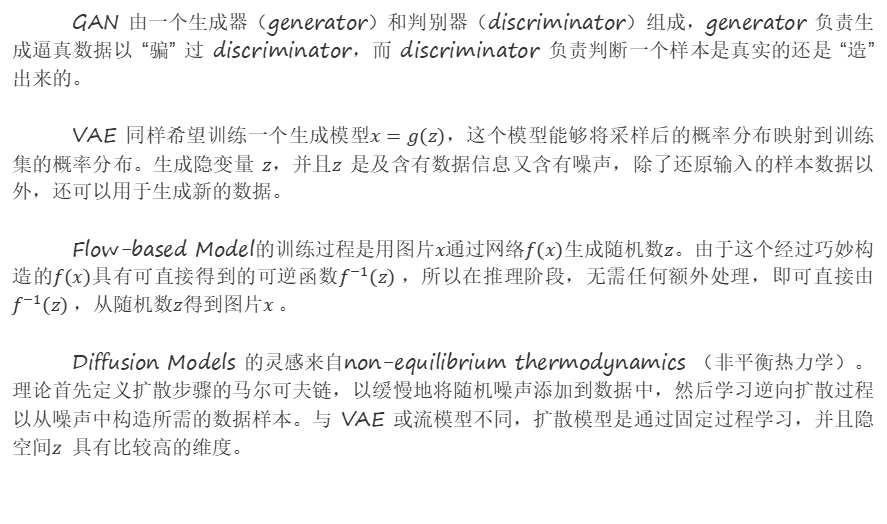 GAN 由一个生成器（generator）和判别器（discriminator）组成，generator 负责生
成逼真数据以 “骗” 过 discriminator，而 discriminator 负责判断一个样本是真实的还是 “造”
出来的。
VAE 同样希望训练一个生成模型x = g(z)，这个模型能够将采样后的概率分布映射到训练
集的概率分布。生成隐变量 z，并且z 是及含有数据信息又含有噪声，除了还原输入的样本数据以
外，还可以用于生成新的数据。
Flow-based Model的训练过程是用图片x通过网络f(x)生成随机数z。由于这个经过巧妙构
造的f(x)具有可直接得到的可逆函数f⁻¹(z) ，所以在推理阶段，无需任何额外处理，即可直接由
f⁻¹(z) ，从随机数z得到图片x 。
Diffusion Models 的灵感来自non-equilibrium thermodynamics （非平衡热力学）。
理论首先定义扩散步骤的马尔可夫链，以缓慢地将随机噪声添加到数据中，然后学习逆向扩散过程
以从噪声中构造所需的数据样本。与 VAE 或流模型不同，扩散模型是通过固定过程学习，并且隐
空间z 具有比较高的维度。